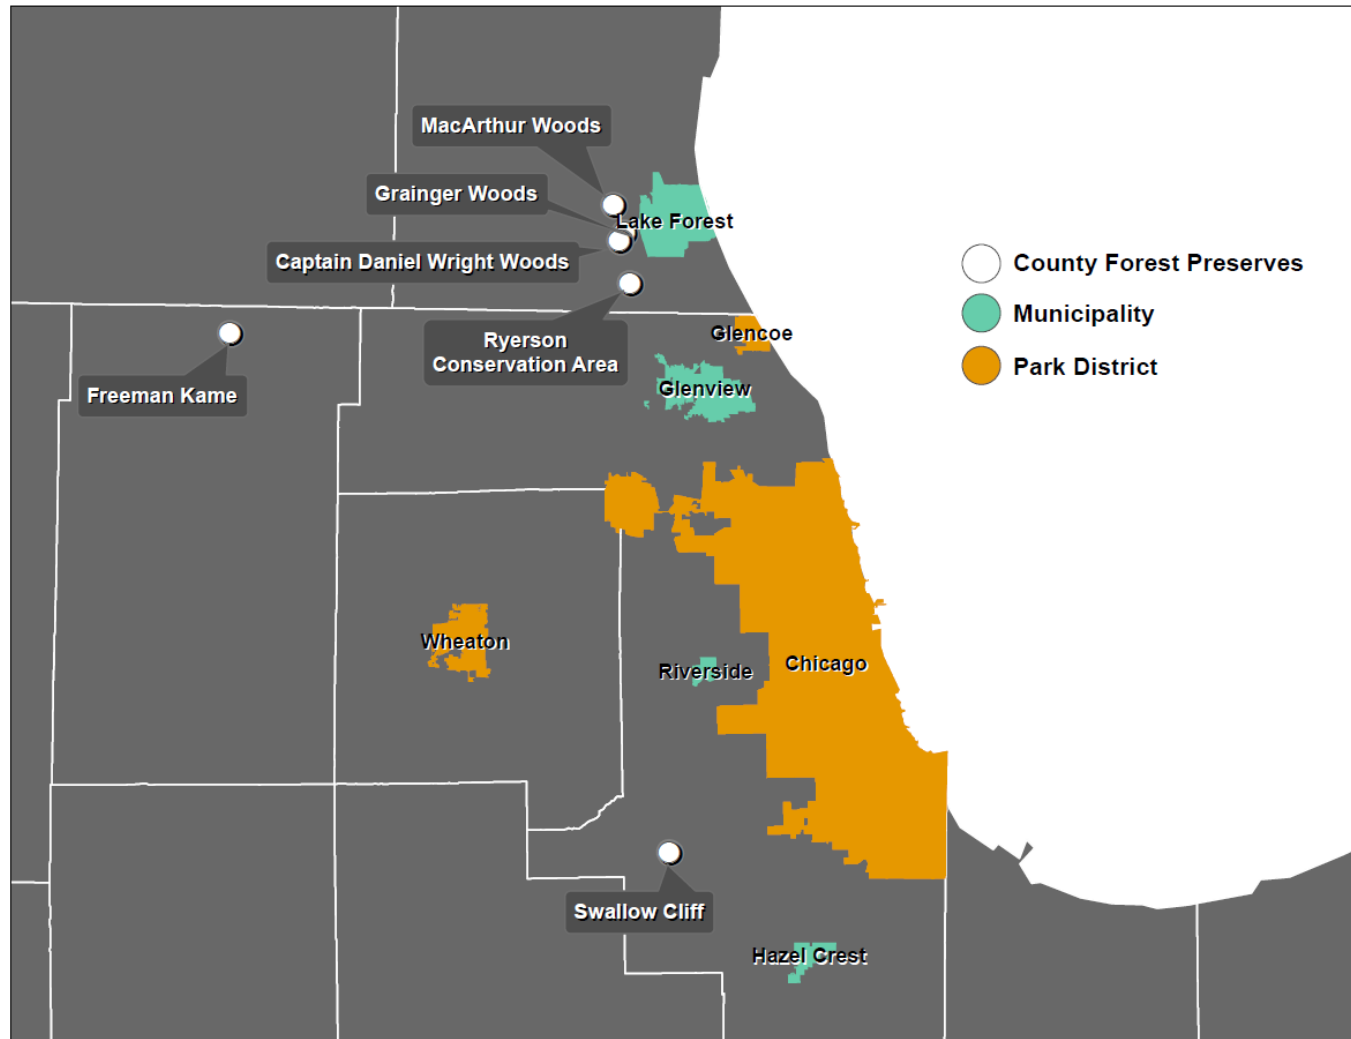 MacArthur Woods
Grainger Woods
Lake Forest
Captain Daniel Wright Woods
County Forest Preserves
Municipality
Park District
Glencoe
Ryerson
Conservation Area
Glenview
Freeman Kame
Wheaton
Riverside
Chicago
Swallow Cliff
Hazel Crest